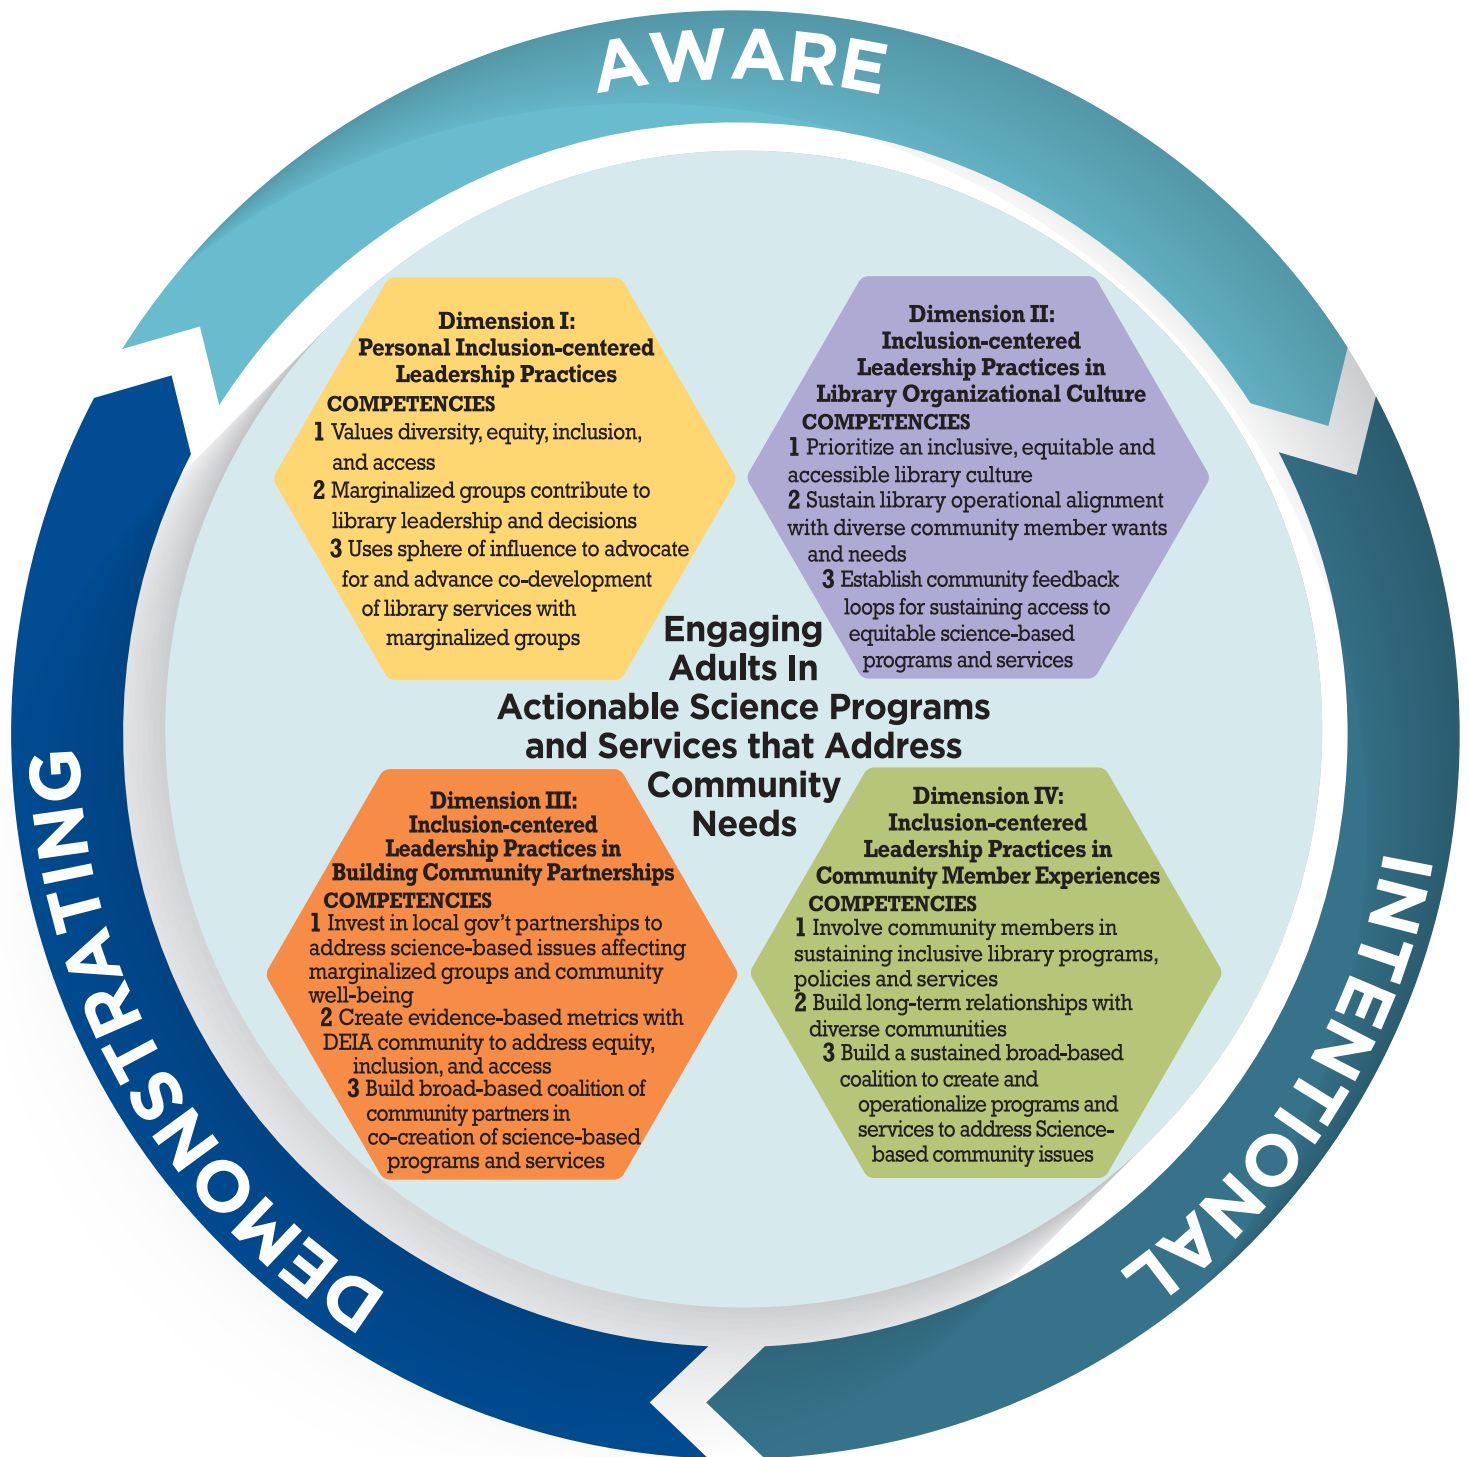 AWARE
Dimension I:
Personal Inclusion-centered
Leadership Practices
COMPETENCIES
1 Values diversity, equity, inclusion,
and access
2 Marginalized groups contribute to
library leadership and decisions
3 Uses sphere of influence to advocate
for and advance co-development
of library services with
marginalized groups
Dimension II:
Inclusion-centered
Leadership Practices in
Library Organizational Culture
COMPETENCIES
1 Prioritize an inclusive, equitable and
accessible library culture
2 Sustain library operational alignment
with diverse community member wants
and needs
3 Establish community feedback
loops for sustaining access to
equitable science-based
programs and services
Engaging
Adults In
Actionable Science Programs
and Services that Address
Community
Needs
Dimension III:
Inclusion-centered
Leadership Practices in
Building Community Partnerships
COMPETENCIES
1 Invest in local gov’t partnerships to
address science-based issues affecting
marginalized groups and community
well-being
2 Create evidence-based metrics with
DEIA community to address equity,
inclusion, and access
3 Build broad-based coalition of
community partners in
co-creation of science-based
programs and services
Dimension IV:
Inclusion-centered
Leadership Practices in
Community Member Experiences
COMPETENCIES
1 Involve community members in
sustaining inclusive library programs,
policies and services
2 Build long-term relationships with
diverse communities
3 Build a sustained broad-based
coalition to create and
operationalize programs and
services to address Science-
based community issues
INTENTIONAL
DEMONSTRATING